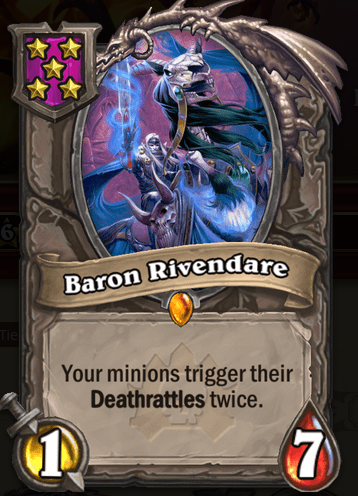 Baron Rivendare
Your minions trigger their
Deathrattles twice.
1
7